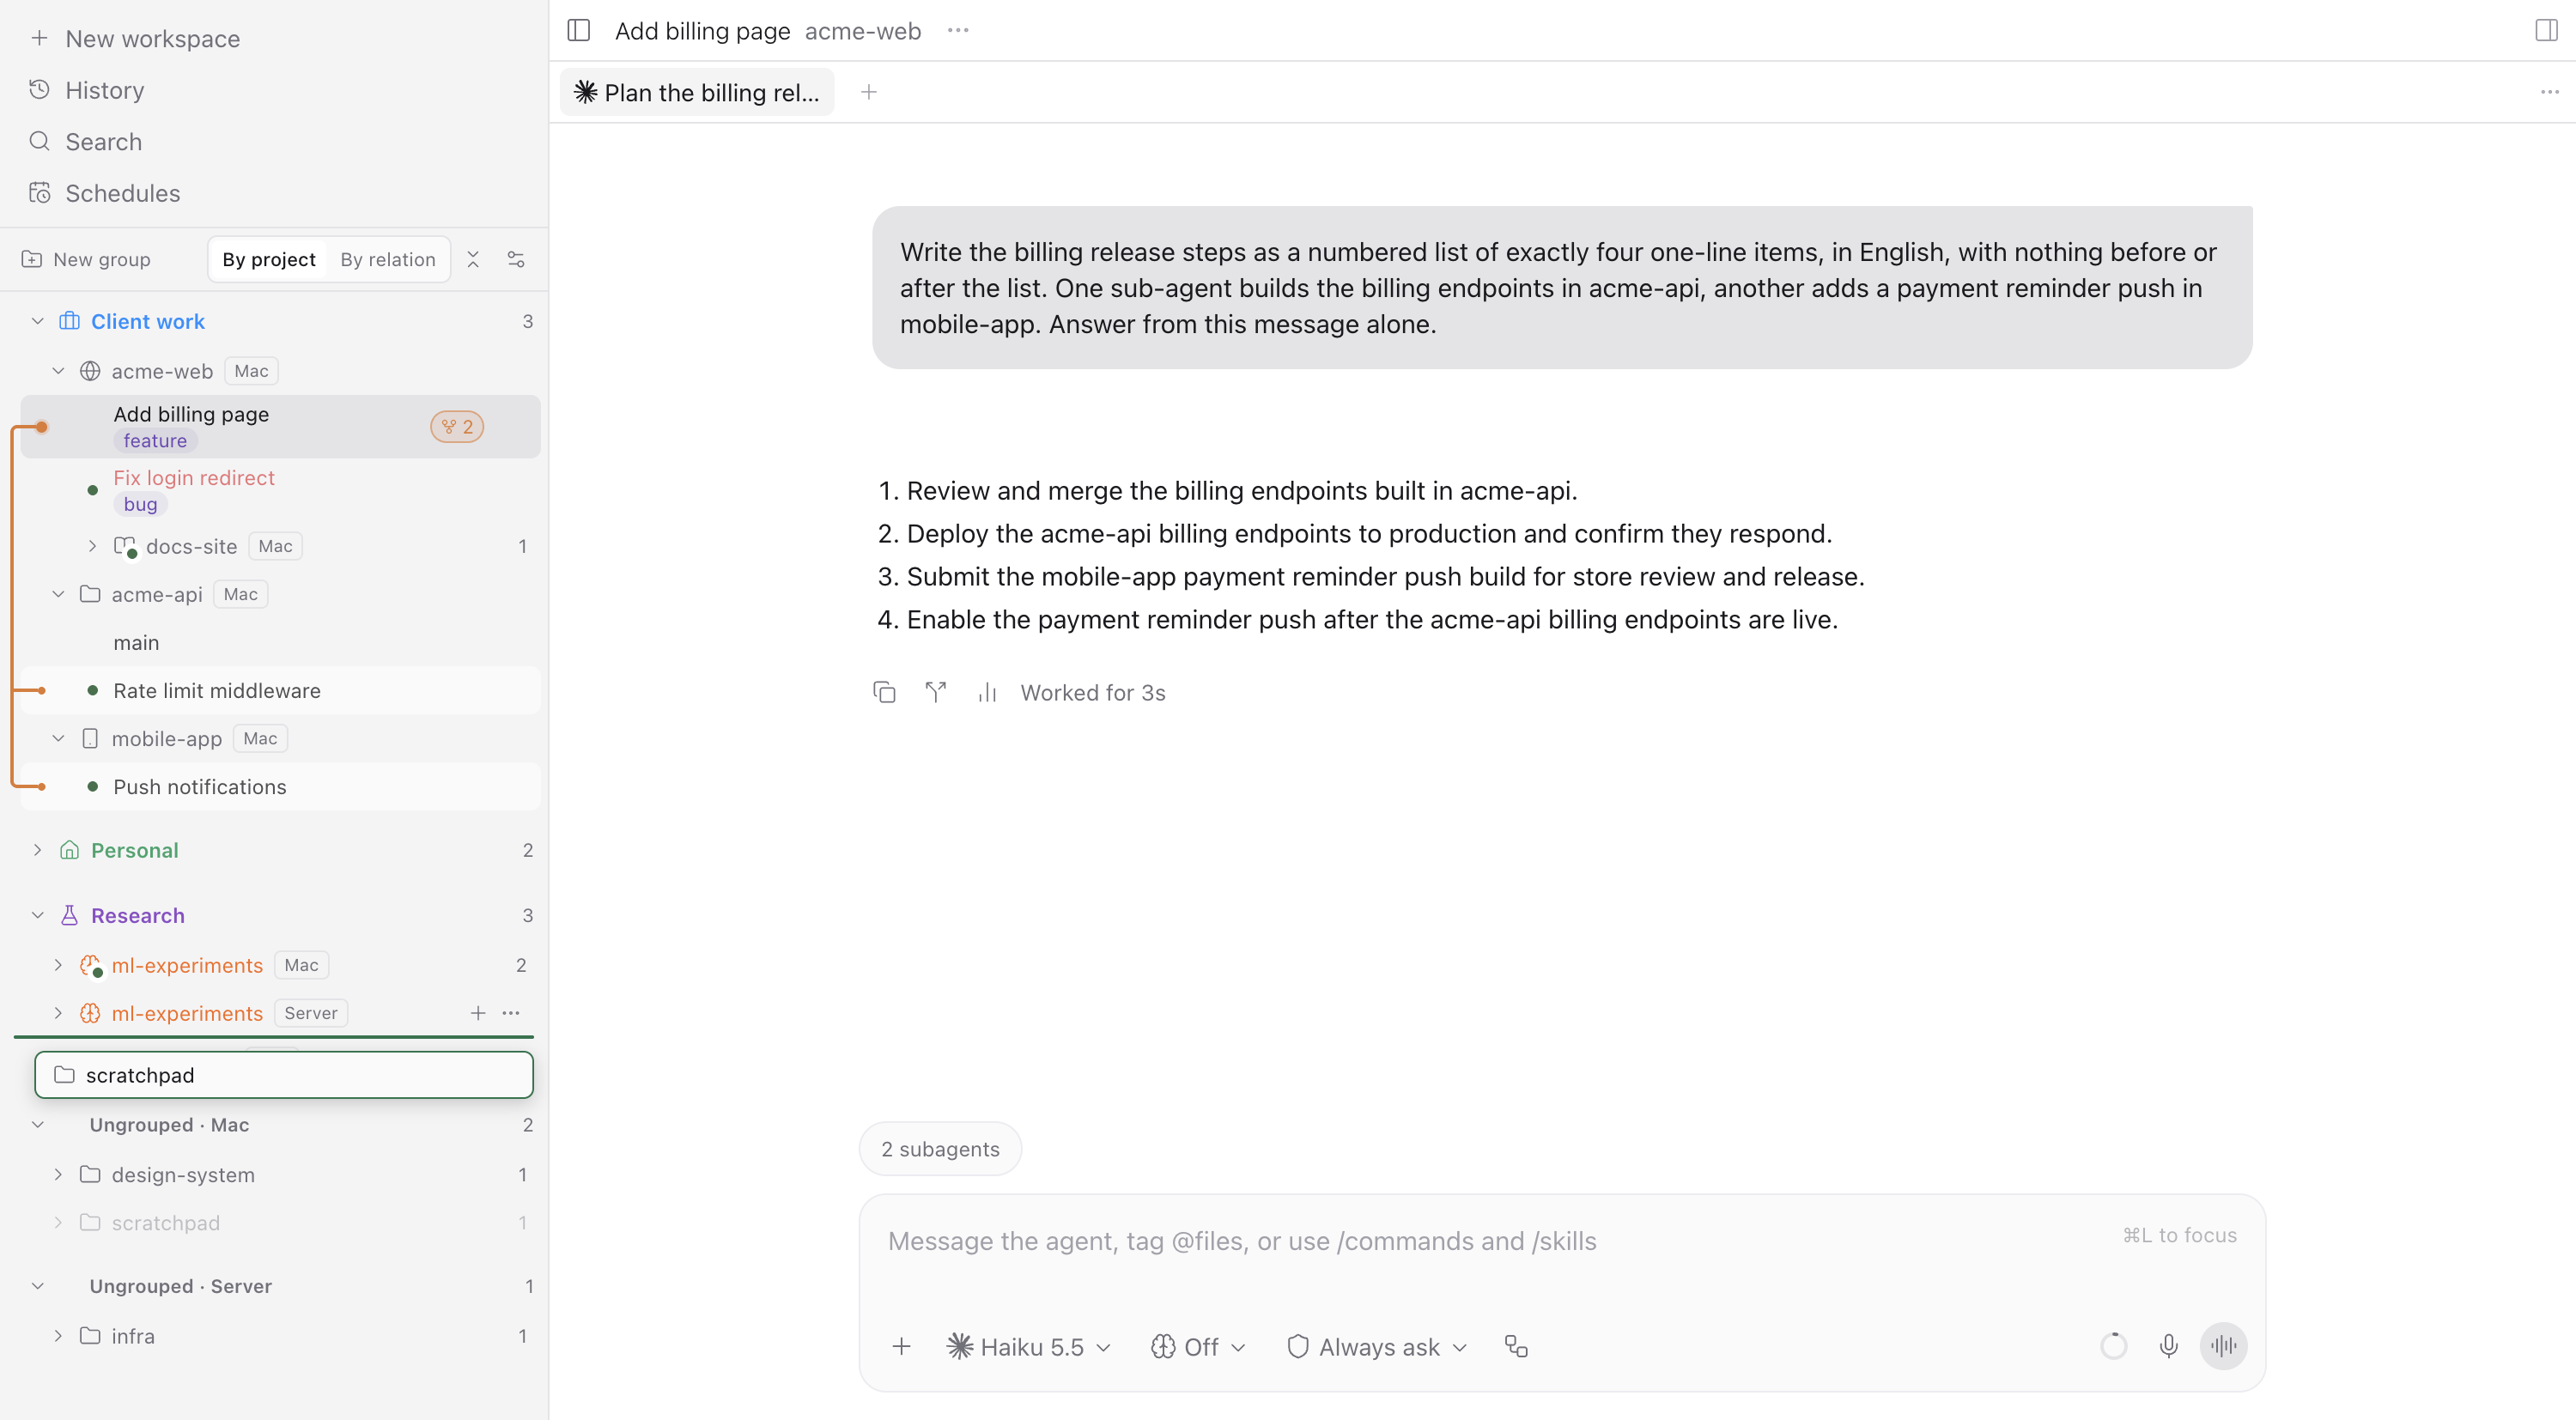 New workspace
History
Search
Schedules
New group
By project
By relation
Client work
3
acme-web
Mac
Add billing page
feature
2
Fix login redirect
bug
docs-site
Mac
1
acme-api
Mac
main
Rate limit middleware
mobile-app
Mac
Push notifications
Personal
2
Research
3
ml-experiments
Mac
2
ml-experiments
Server
scratchpad
Ungrouped · Mac
2
design-system
1
scratchpad
1
Ungrouped · Server
1
infra
1
Add billing page
acme-web
Plan the billing rel...
Write the billing release steps as a numbered list of exactly four one-line items, in English, with nothing before or
after the list. One sub-agent builds the billing endpoints in acme-api, another adds a payment reminder push in
mobile-app. Answer from this message alone.
1. Review and merge the billing endpoints built in acme-api.
2. Deploy the acme-api billing endpoints to production and confirm they respond.
3. Submit the mobile-app payment reminder push build for store review and release.
4. Enable the payment reminder push after the acme-api billing endpoints are live.
Worked for 3s
2 subagents
Message the agent, tag @files, or use /commands and /skills
⌘L to focus
Haiku 5.5
Off
Always ask